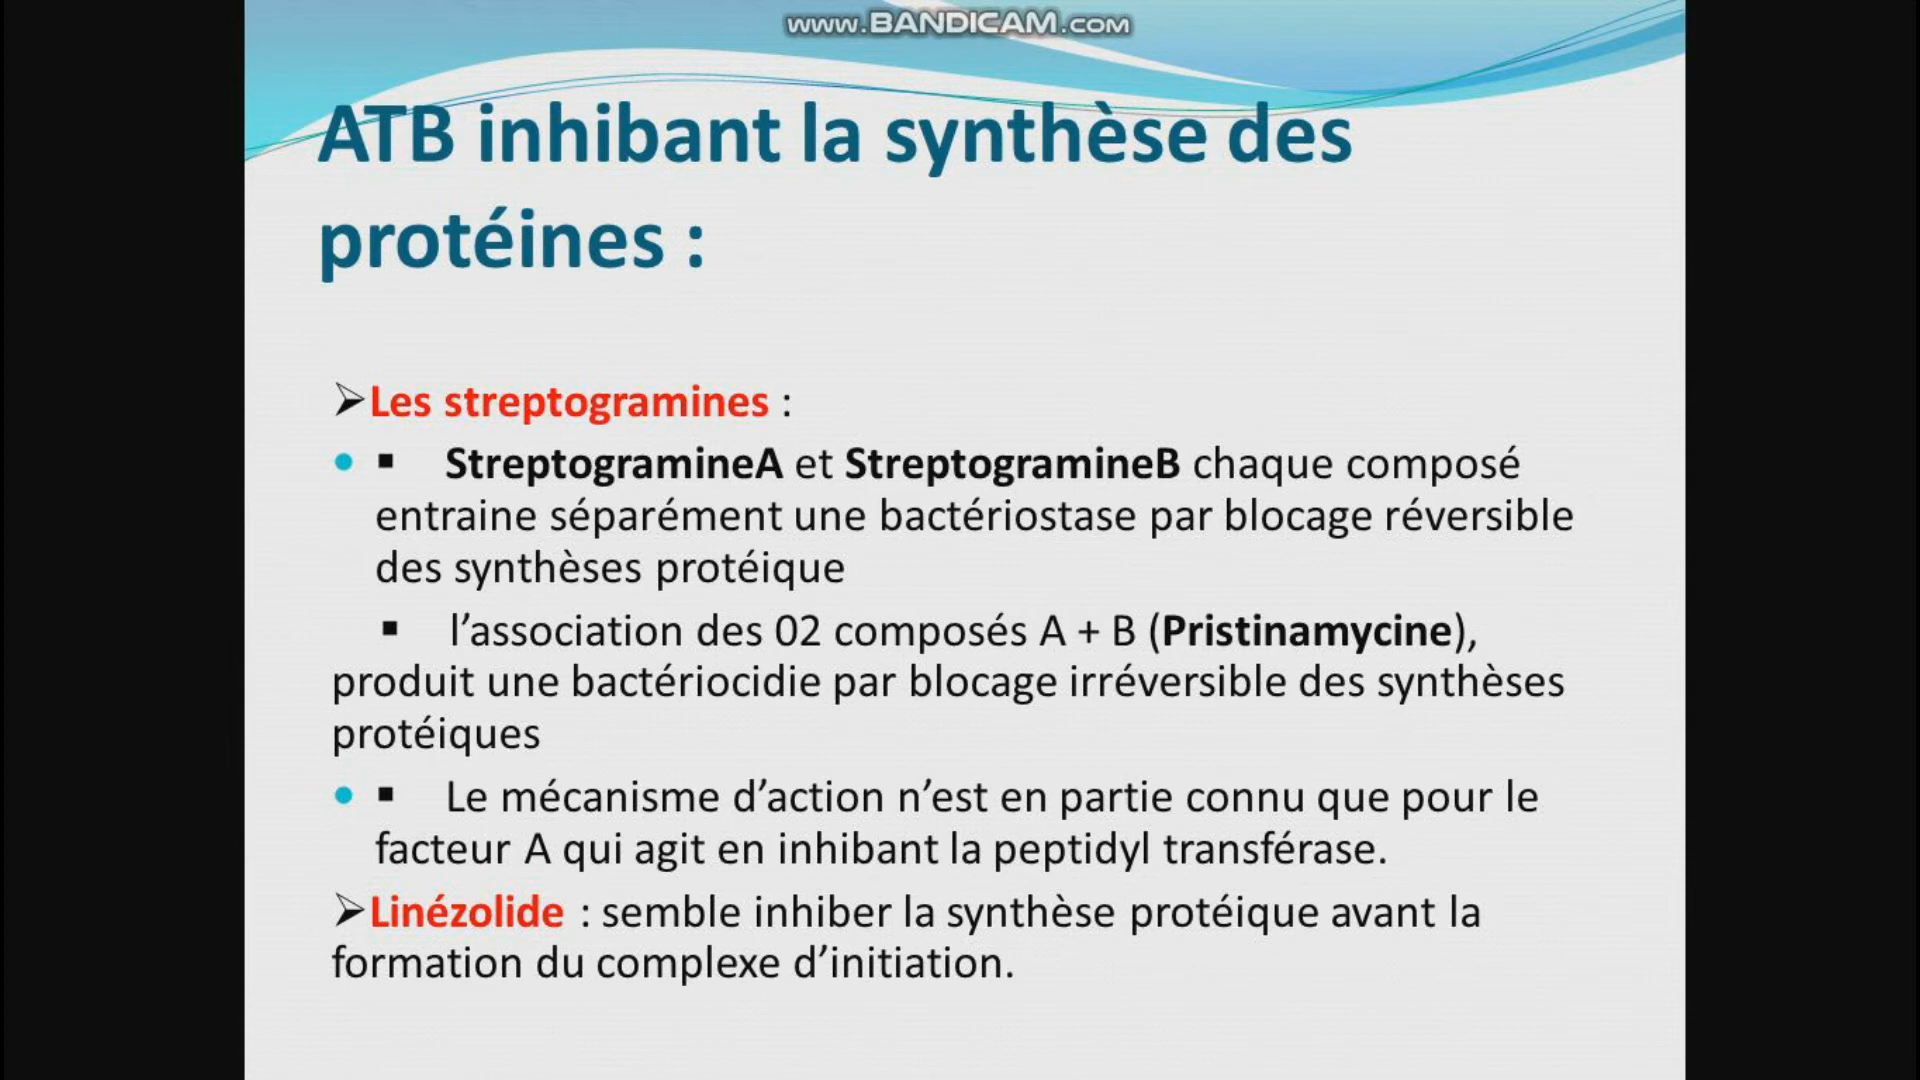 www.BANDICAM.com
ATB inhibant la synthèse des
protéines :
➢Les streptogramines :
• ▪ StreptogramineA et StreptogramineB chaque composé
entraine séparément une bactériostase par blocage réversible
des synthèses protéique
▪ l’association des 02 composés A + B (Pristinamycine),
produit une bactériocidie par blocage irréversible des synthèses
protéiques
• ▪ Le mécanisme d’action n’est en partie connu que pour le
facteur A qui agit en inhibant la peptidyl transférase.
➢Linézolide : semble inhiber la synthèse protéique avant la
formation du complexe d’initiation.